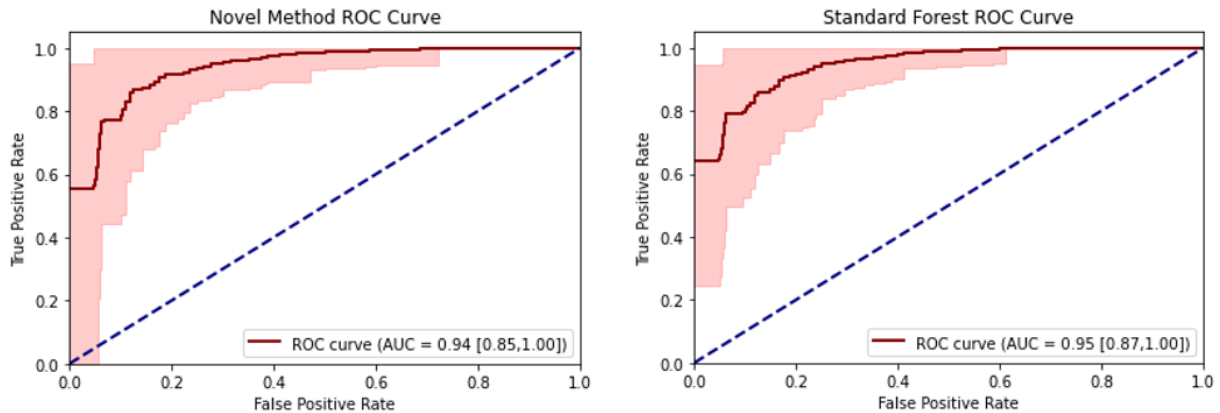 Novel Method ROC Curve
1.0
0.8
0.6
0.4
0.2
0.0
True Positive Rate
ROC curve (AUC = 0.94 [0.85,1.00])
0.0 0.2 0.4 0.6 0.8 1.0
False Positive Rate
Standard Forest ROC Curve
1.0
0.8
0.6
0.4
0.2
0.0
True Positive Rate
ROC curve (AUC = 0.95 [0.87,1.00])
0.0 0.2 0.4 0.6 0.8 1.0
False Positive Rate